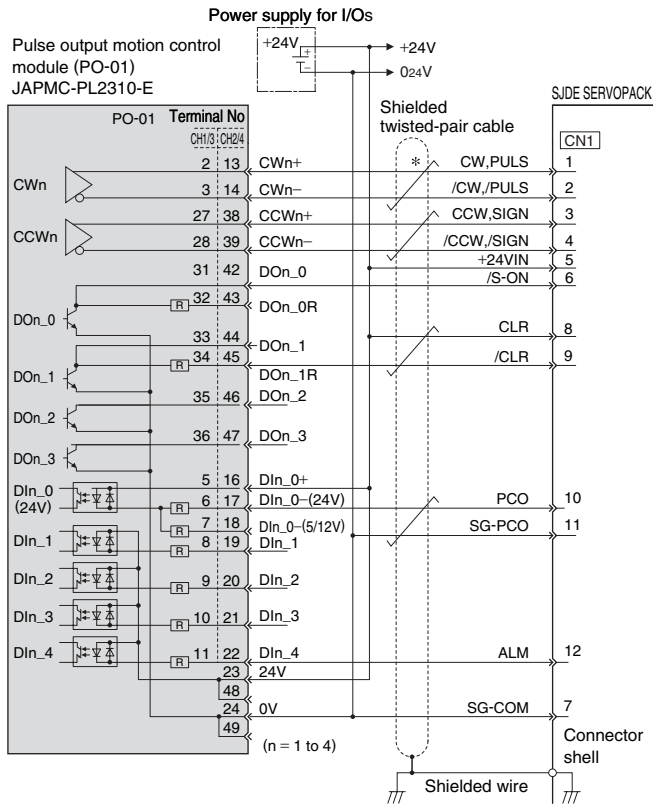 Power supply for I/Os
+24V
+
−
+24V
024V
Pulse output motion control
module (PO-01)
JAPMC-PL2310-E
SJDE SERVOPACK
PO-01
Terminal No
CH1/3 CH2/4
Shielded
twisted-pair cable
CN1
CWn
2 13 CWn+ * CW,PULS 1
3 14 CWn− /CW,/PULS 2
CCWn
27 38 CCWn+ CCW,SIGN 3
28 39 CCWn− /CCW,/SIGN 4
+24VIN 5
31 42 DOn_0 /S-ON 6
DOn_0
R 32 43 DOn_0R
33 44 DOn_1 CLR 8
DOn_1
R 34 45 DOn_1R /CLR 9
DOn_2
35 46 DOn_2
DOn_3
36 47 DOn_3
5 16 DIn_0+
DIn_0
(24V)
R 6 17 DIn_0−(24V) PCO 10
R 7 18 DIn_0−(5/12V) SG-PCO 11
DIn_1 R 8 19 DIn_1
DIn_2 R 9 20 DIn_2
DIn_3 R 10 21 DIn_3
DIn_4 R 11 22 DIn_4 ALM 12
23 24V
48
24 0V SG-COM 7
49
(n = 1 to 4)
Connector
shell
Shielded wire